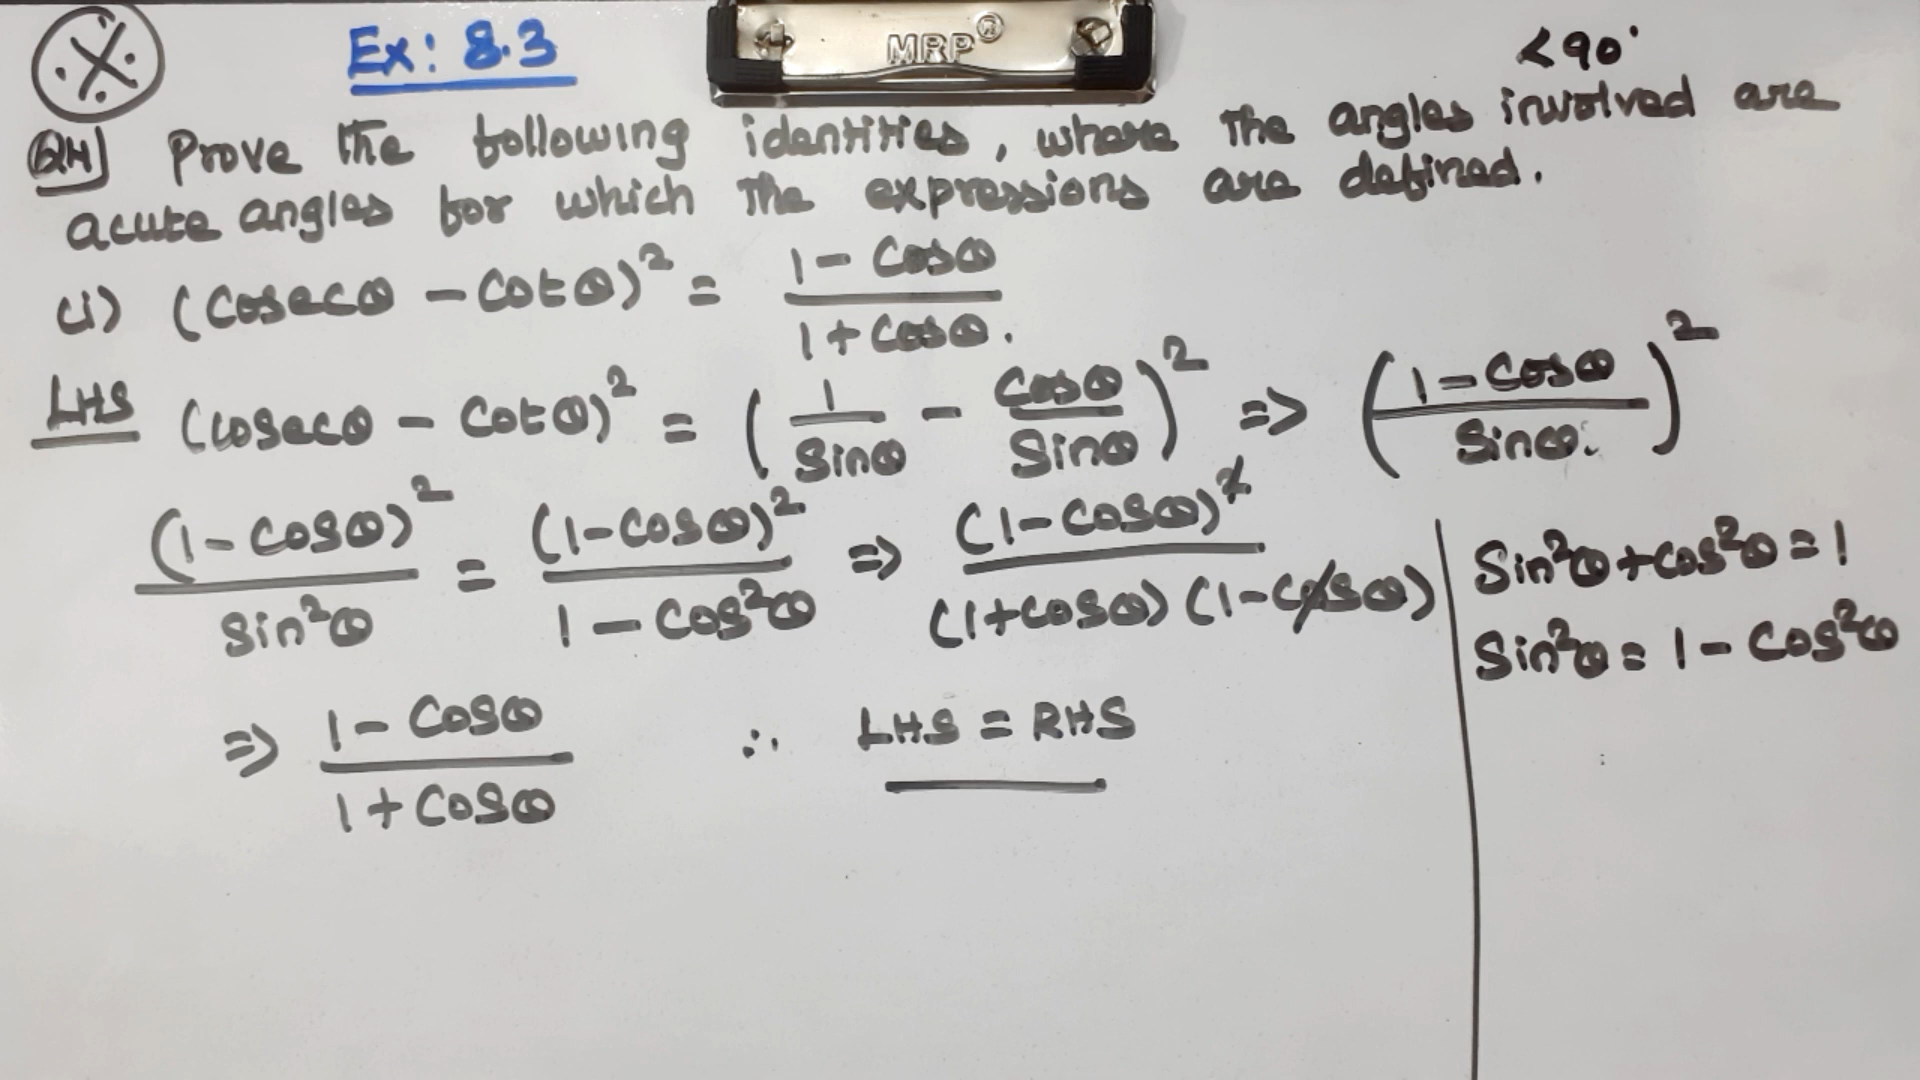 Ex: 8.3
MRP®
<90°
Q4) Prove the following identities, where the angles involved are
acute angles for which the expressions are defined.
(i) (Cosecθ - Cotθ)² = (1 - Cosθ)/(1 + Cosθ).
LHS (Cosecθ - Cotθ)² = (1/Sinθ - Cosθ/Sinθ)² => ((1 - Cosθ)/Sinθ)²
(1 - Cosθ)²/Sin²θ = (1 - Cosθ)²/(1 - Cos²θ) => (1 - Cosθ)²/((1 + Cosθ)(1 - Cosθ))
Sin²θ + Cos²θ = 1
Sin²θ = 1 - Cos²θ
=> (1 - Cosθ)/(1 + Cosθ) ∴ LHS = RHS